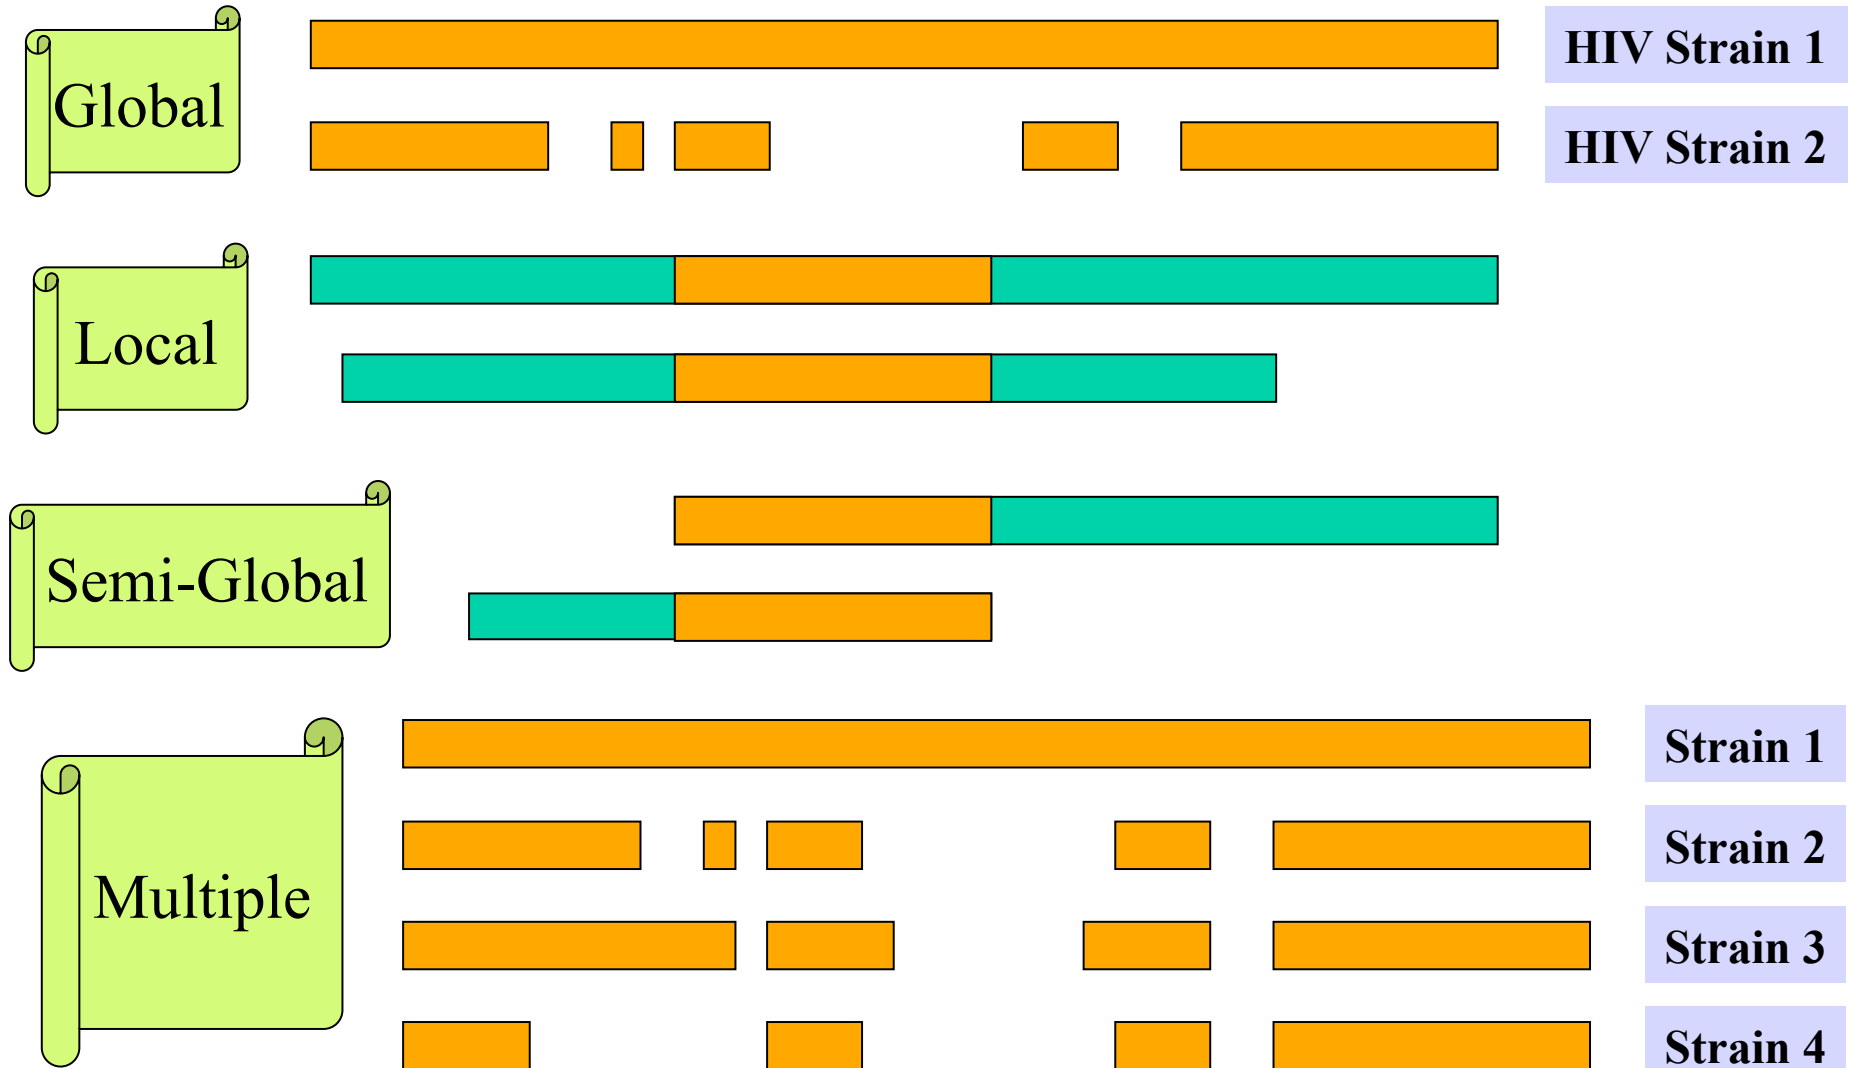 Global
HIV Strain 1
HIV Strain 2
Local
Semi-Global
Multiple
Strain 1
Strain 2
Strain 3
Strain 4